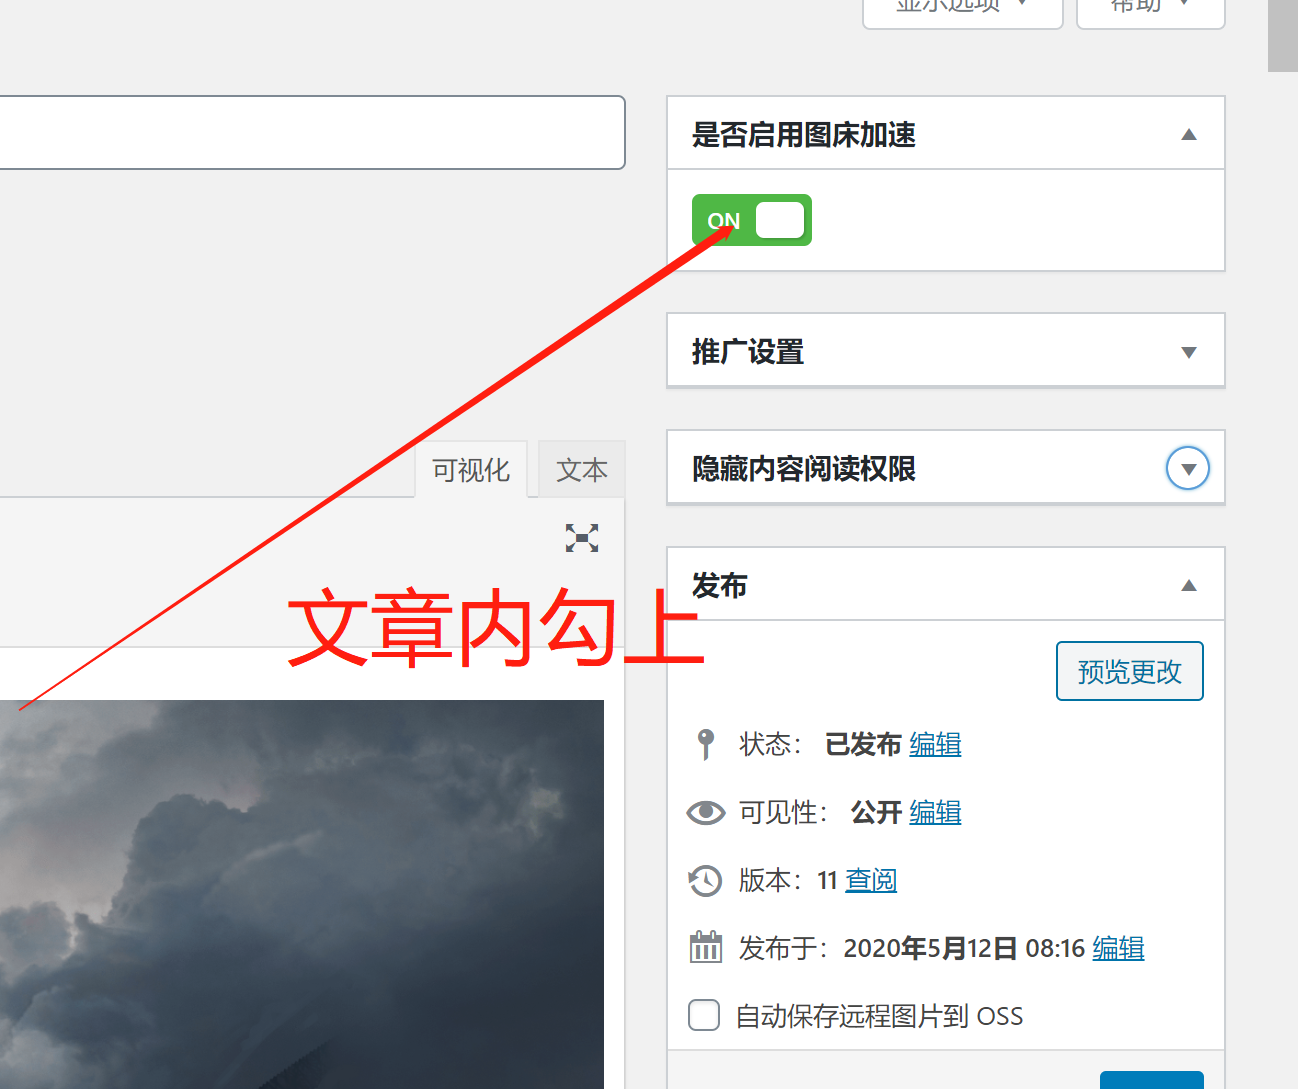 显示选项
帮助
是否启用图床加速
ON
推广设置
可视化 文本
隐藏内容阅读权限
文章内勾上
发布
预览更改
状态： 已发布 编辑
可见性： 公开 编辑
版本：11 查阅
发布于：2020年5月12日 08:16 编辑
自动保存远程图片到 OSS